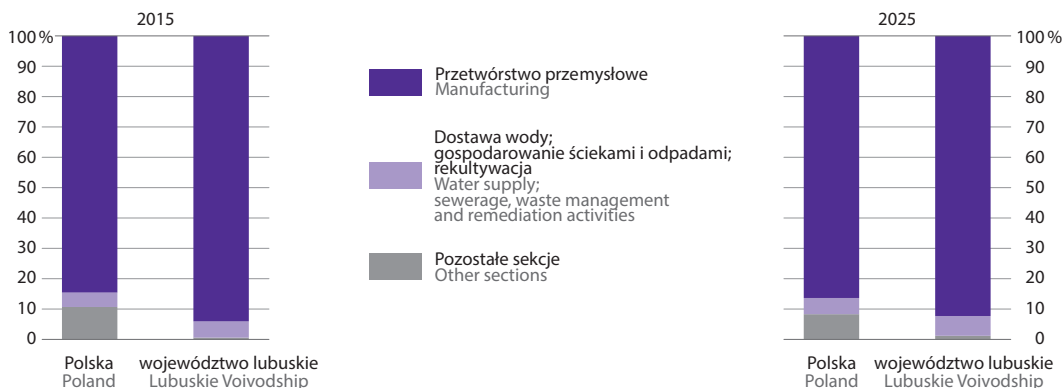 2015
100 %
90
80
70
60
50
40
30
20
10
0
Polska
Poland
województwo lubuskie
Lubuskie Voivodship
Przetwórstwo przemysłowe
Manufacturing
Dostawa wody;
gospodarowanie ściekami i odpadami;
rekultywacja
Water supply;
sewerage, waste management
and remediation activities
Pozostałe sekcje
Other sections
2025
100 %
90
80
70
60
50
40
30
20
10
0
Polska
Poland
województwo lubuskie
Lubuskie Voivodship